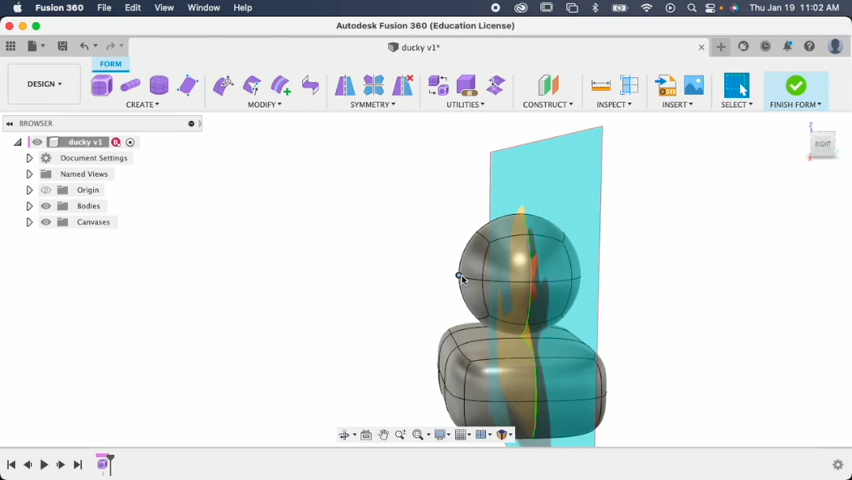 Fusion 360 File Edit View Window Help Thu Jan 19 11:02 AM
Autodesk Fusion 360 (Education License)
ducky v1*
FORM
DESIGN
CREATE MODIFY SYMMETRY UTILITIES CONSTRUCT INSPECT INSERT SELECT FINISH FORM
BROWSER
ducky v1
Document Settings
Named Views
Origin
Bodies
Canvases
Z
RIGHT